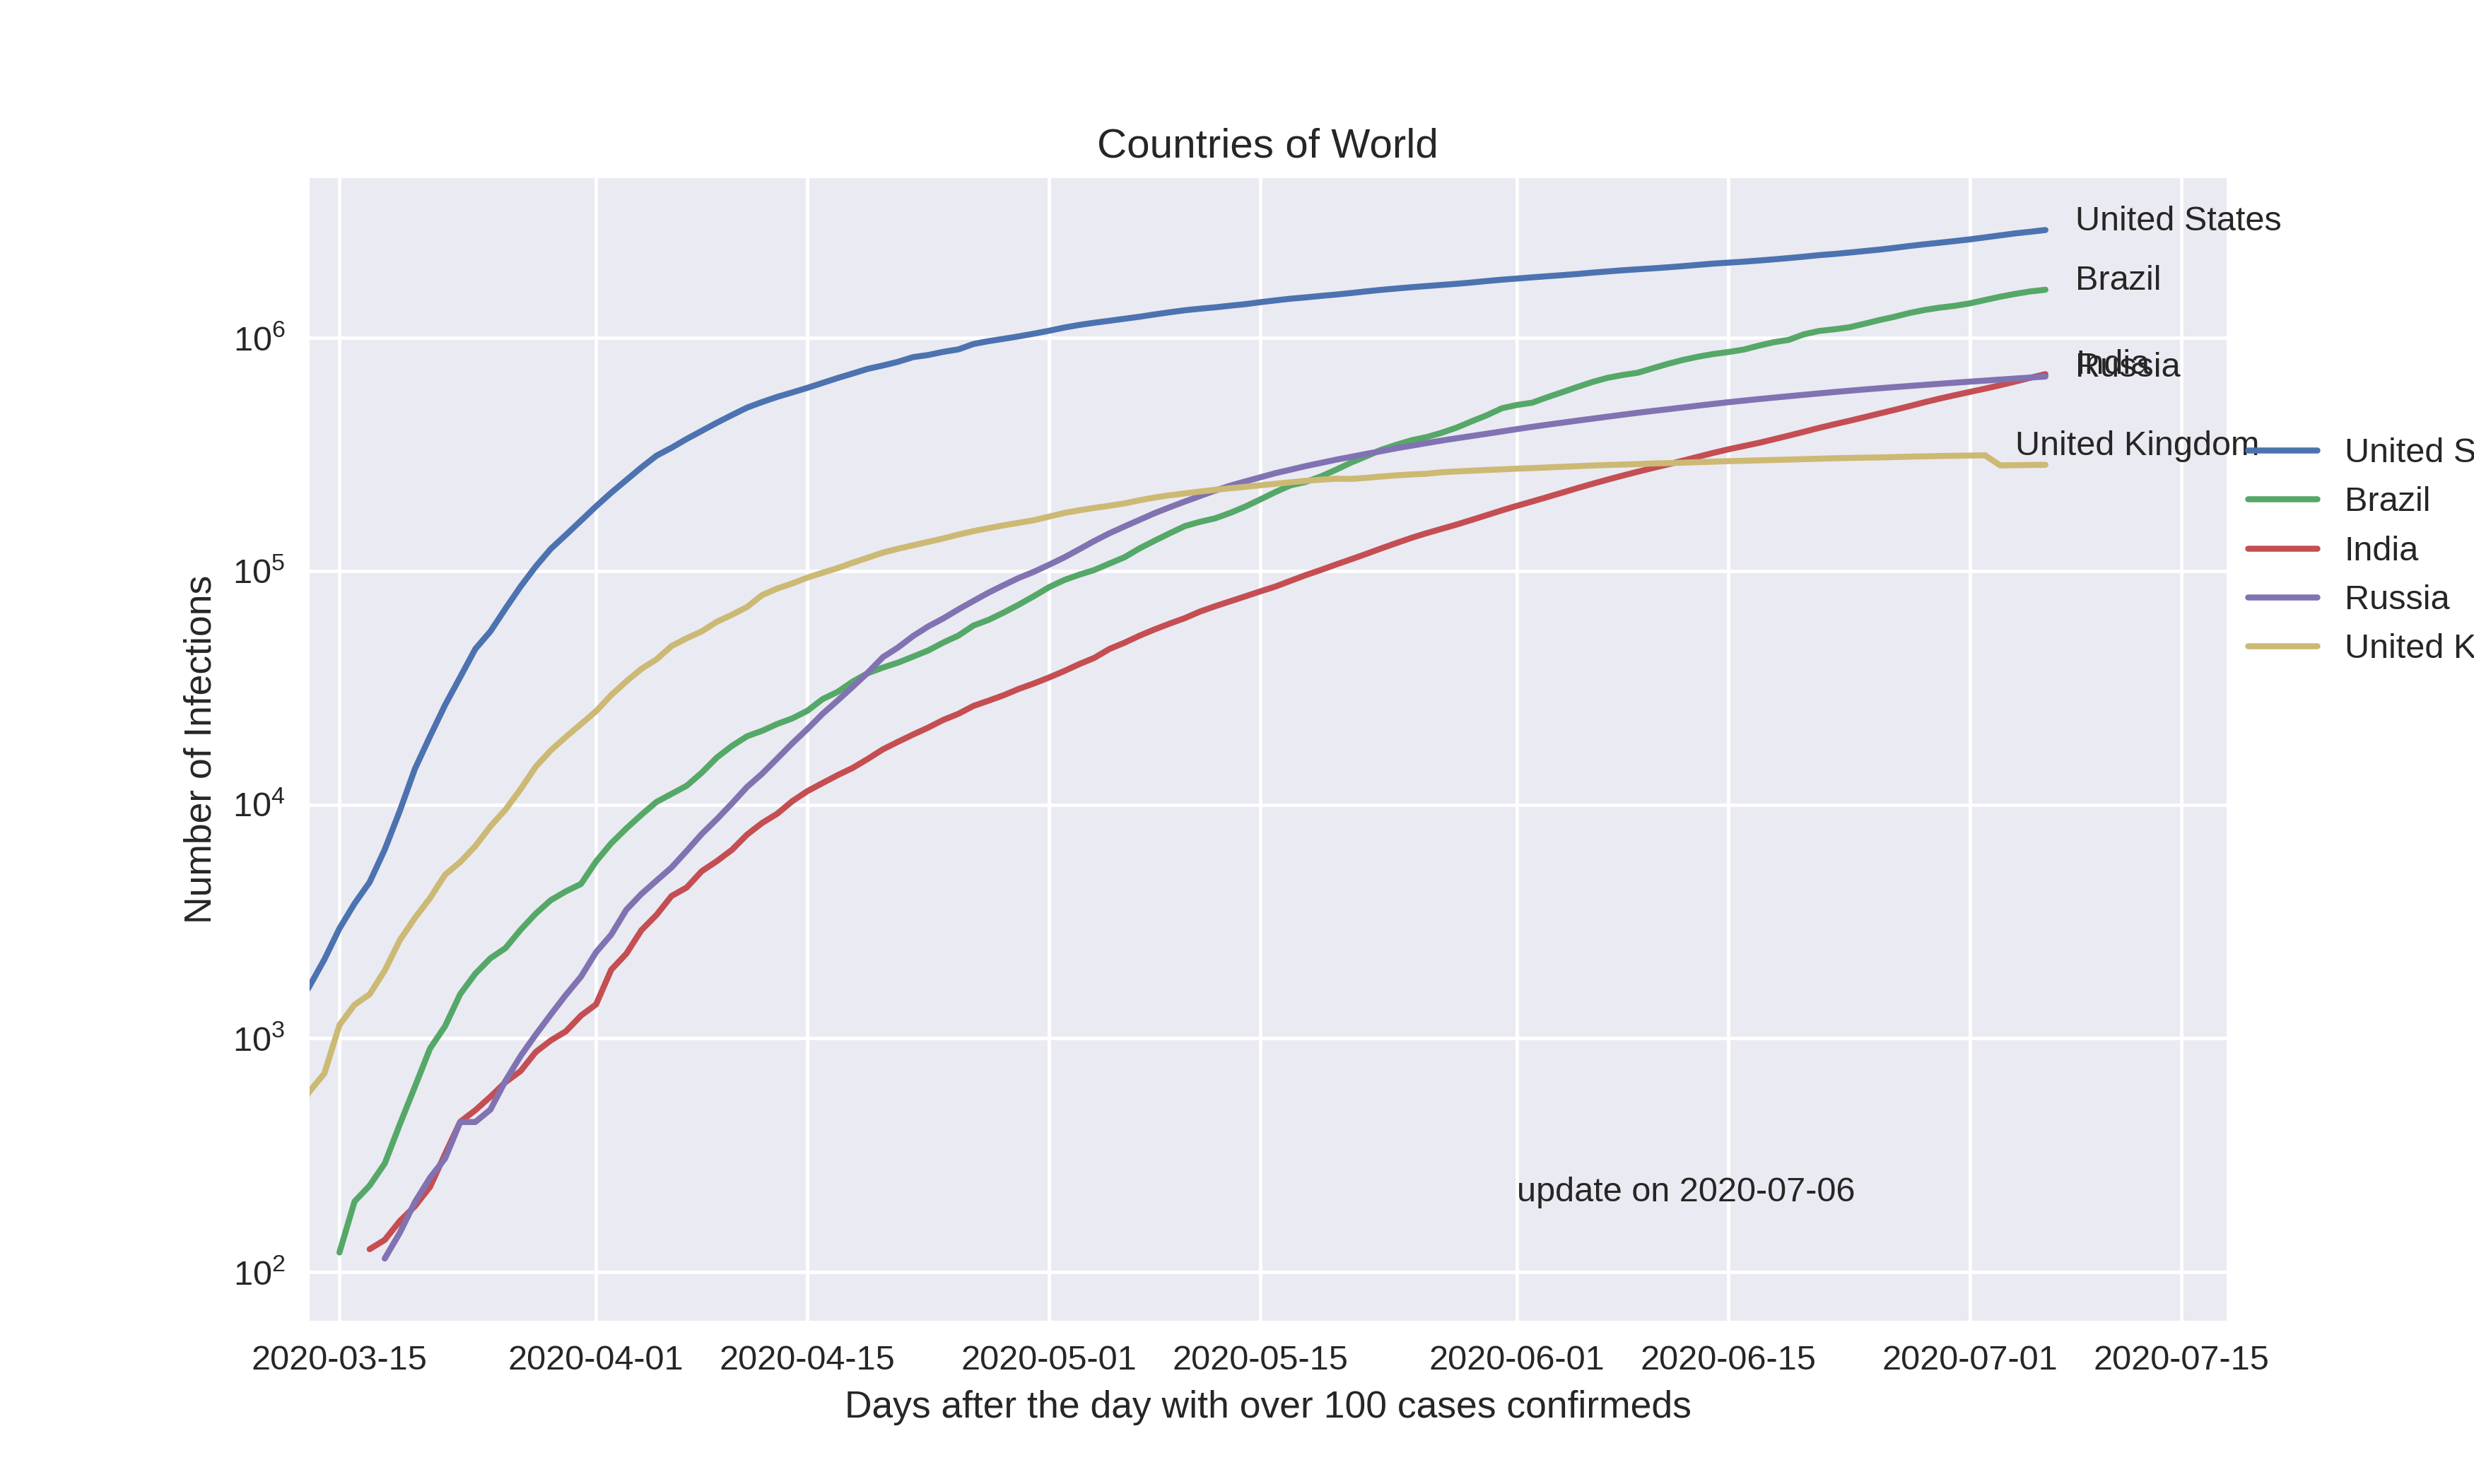 Countries of World
United States
Brazil
India
Russia
United Kingdom
10^6
10^5
10^4
10^3
10^2
Number of Infections
United S
Brazil
India
Russia
United K
update on 2020-07-06
2020-03-15 2020-04-01 2020-04-15 2020-05-01 2020-05-15 2020-06-01 2020-06-15 2020-07-01 2020-07-15
Days after the day with over 100 cases confirmeds